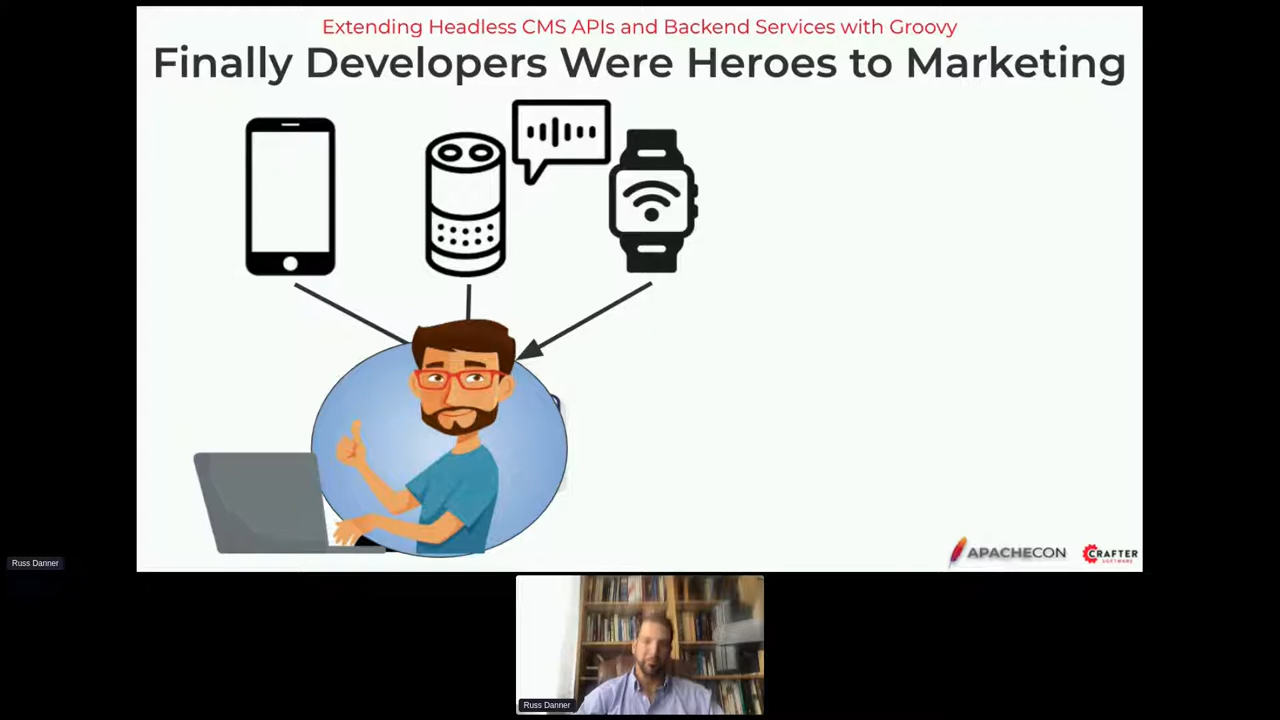 Extending Headless CMS APIs and Backend Services with Groovy
Finally Developers Were Heroes to Marketing
APACHECON
CRAFTER
SOFTWARE
Russ Danner
Russ Danner